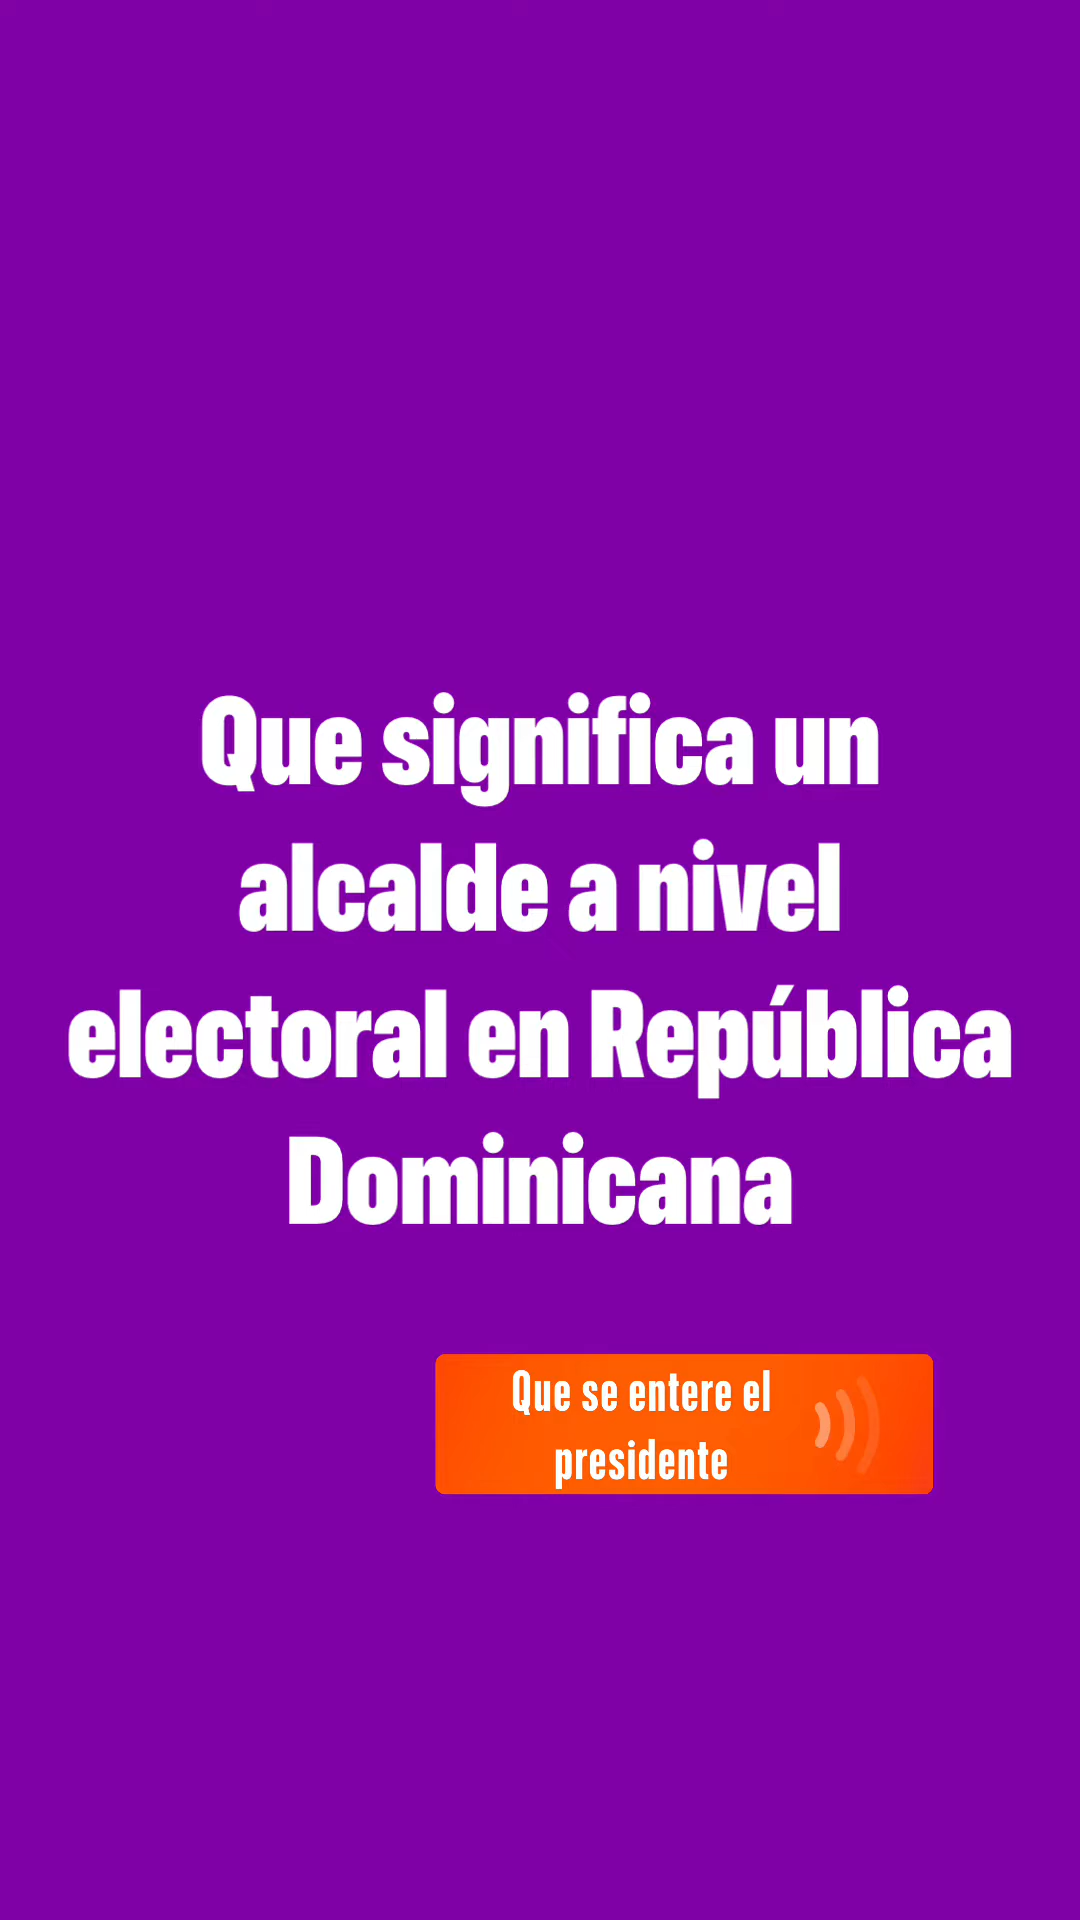 Que significa un
alcalde a nivel
electoral en República
Dominicana
Que se entere el
presidente